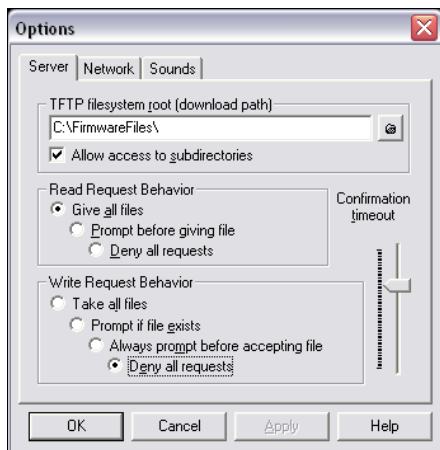 Options
Server
Network
Sounds
TFTP filesystem root (download path)
C:\FirmwareFiles\
Allow access to subdirectories
Read Request Behavior
Give all files
Prompt before giving file
Deny all requests
Confirmation
timeout
Write Request Behavior
Take all files
Prompt if file exists
Always prompt before accepting file
Deny all requests
OK
Cancel
Apply
Help